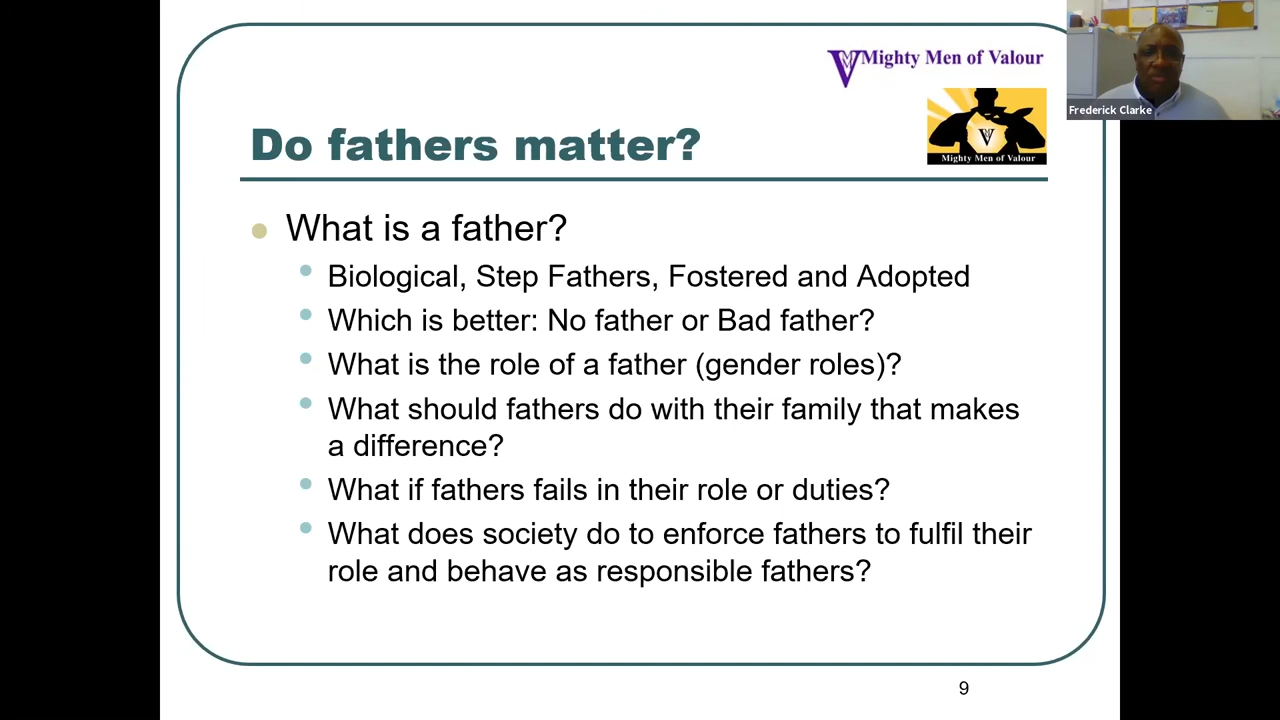 Mighty Men of Valour
Frederick Clarke
Mighty Men of Valour
Do fathers matter?
What is a father?
Biological, Step Fathers, Fostered and Adopted
Which is better: No father or Bad father?
What is the role of a father (gender roles)?
What should fathers do with their family that makes
a difference?
What if fathers fails in their role or duties?
What does society do to enforce fathers to fulfil their
role and behave as responsible fathers?
9